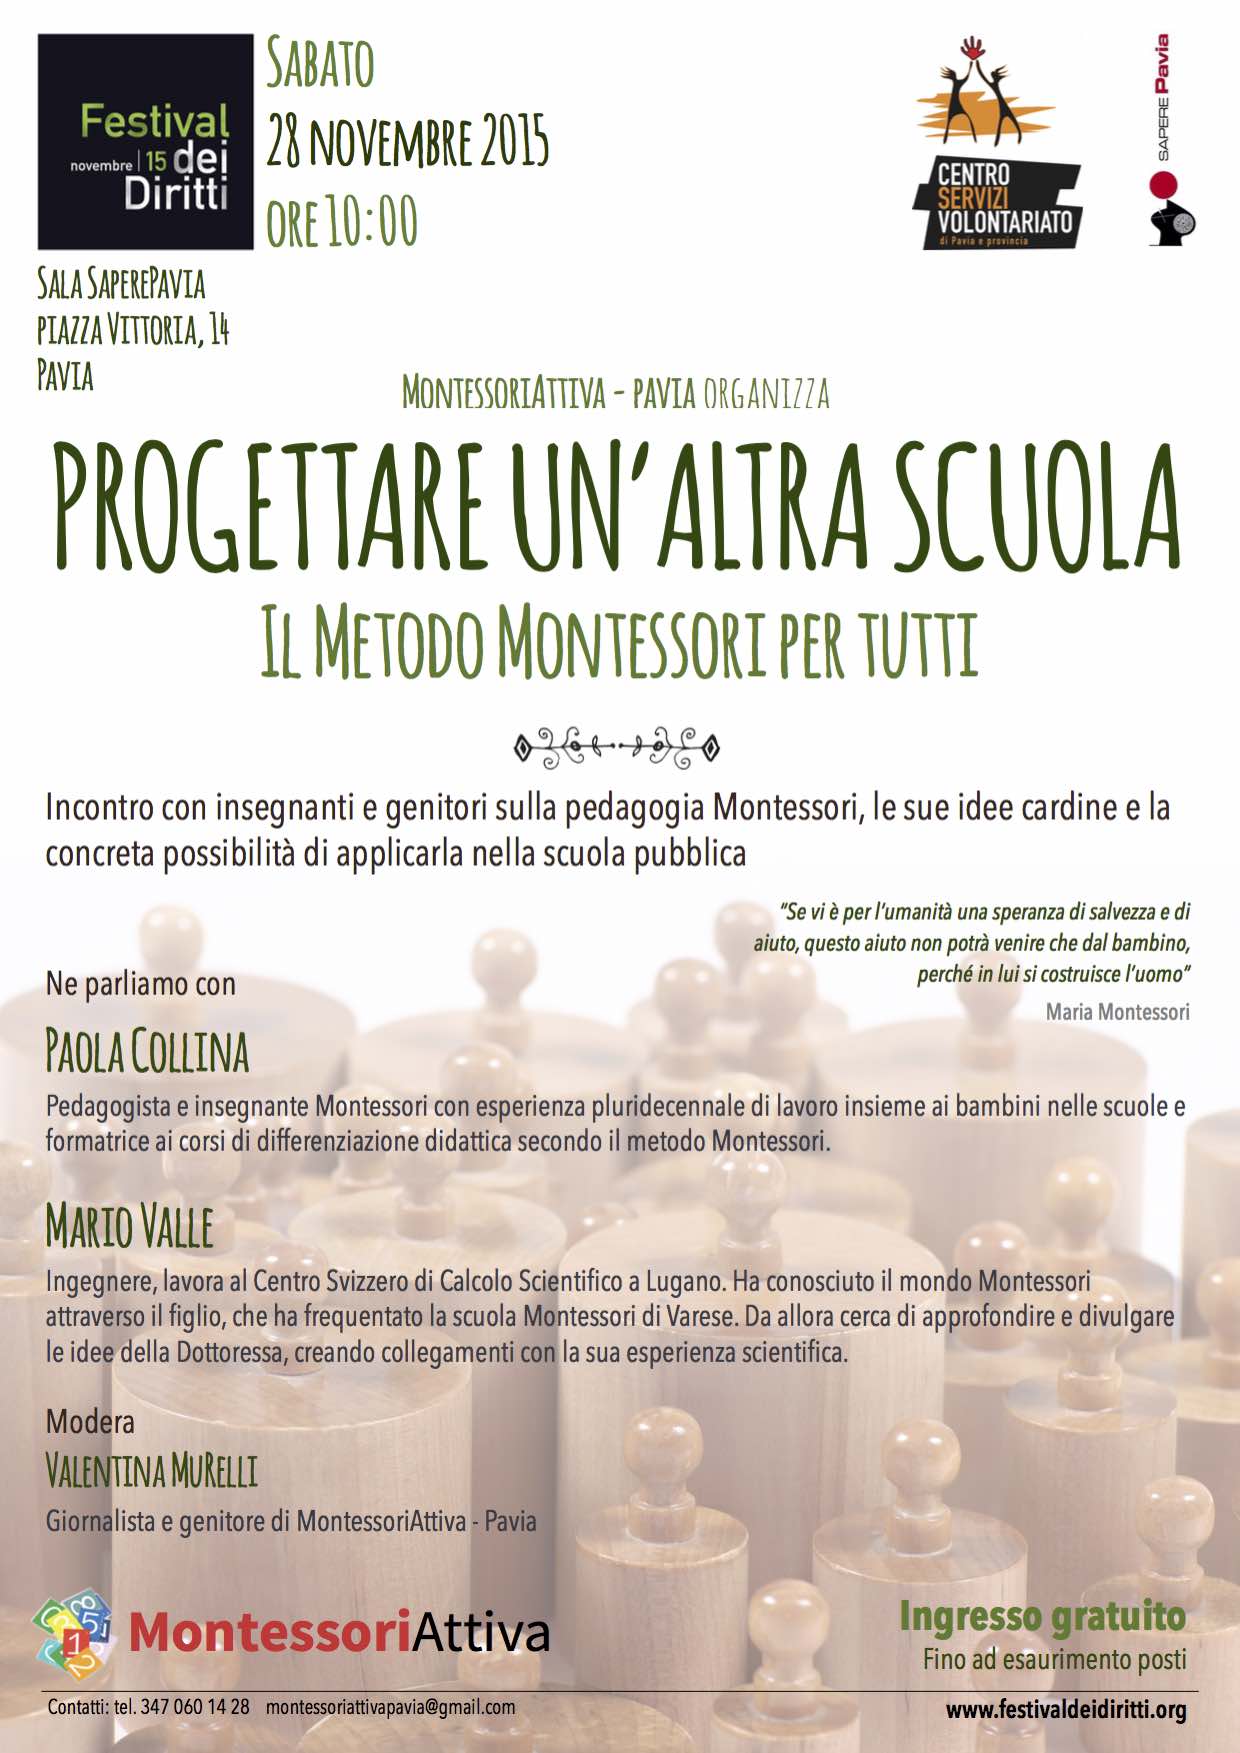 Festival
novembre | 15 dei
Diritti
SABATO
28 NOVEMBRE 2015
ORE 10:00
CENTRO
SERVIZI
VOLONTARIATO
di Pavia e provincia
SAPERE Pavia
SALA SAPEREPAVIA
PIAZZA VITTORIA, 14
PAVIA
MONTESSORIATTIVA - PAVIA ORGANIZZA
PROGETTARE UN'ALTRA SCUOLA
IL METODO MONTESSORI PER TUTTI
Incontro con insegnanti e genitori sulla pedagogia Montessori, le sue idee cardine e la
concreta possibilità di applicarla nella scuola pubblica
"Se vi è per l'umanità una speranza di salvezza e di
aiuto, questo aiuto non potrà venire che dal bambino,
perché in lui si costruisce l'uomo"
Maria Montessori
Ne parliamo con
PAOLA COLLINA
Pedagogista e insegnante Montessori con esperienza pluridecennale di lavoro insieme ai bambini nelle scuole e
formatrice ai corsi di differenziazione didattica secondo il metodo Montessori.
MARIO VALLE
Ingegnere, lavora al Centro Svizzero di Calcolo Scientifico a Lugano. Ha conosciuto il mondo Montessori
attraverso il figlio, che ha frequentato la scuola Montessori di Varese. Da allora cerca di approfondire e divulgare
le idee della Dottoressa, creando collegamenti con la sua esperienza scientifica.
Modera
VALENTINA MURELLI
Giornalista e genitore di MontessoriAttiva - Pavia
MontessoriAttiva
Ingresso gratuito
Fino ad esaurimento posti
Contatti: tel. 347 060 14 28 montessoriattivapavia@gmail.com
www.festivaldeidiritti.org